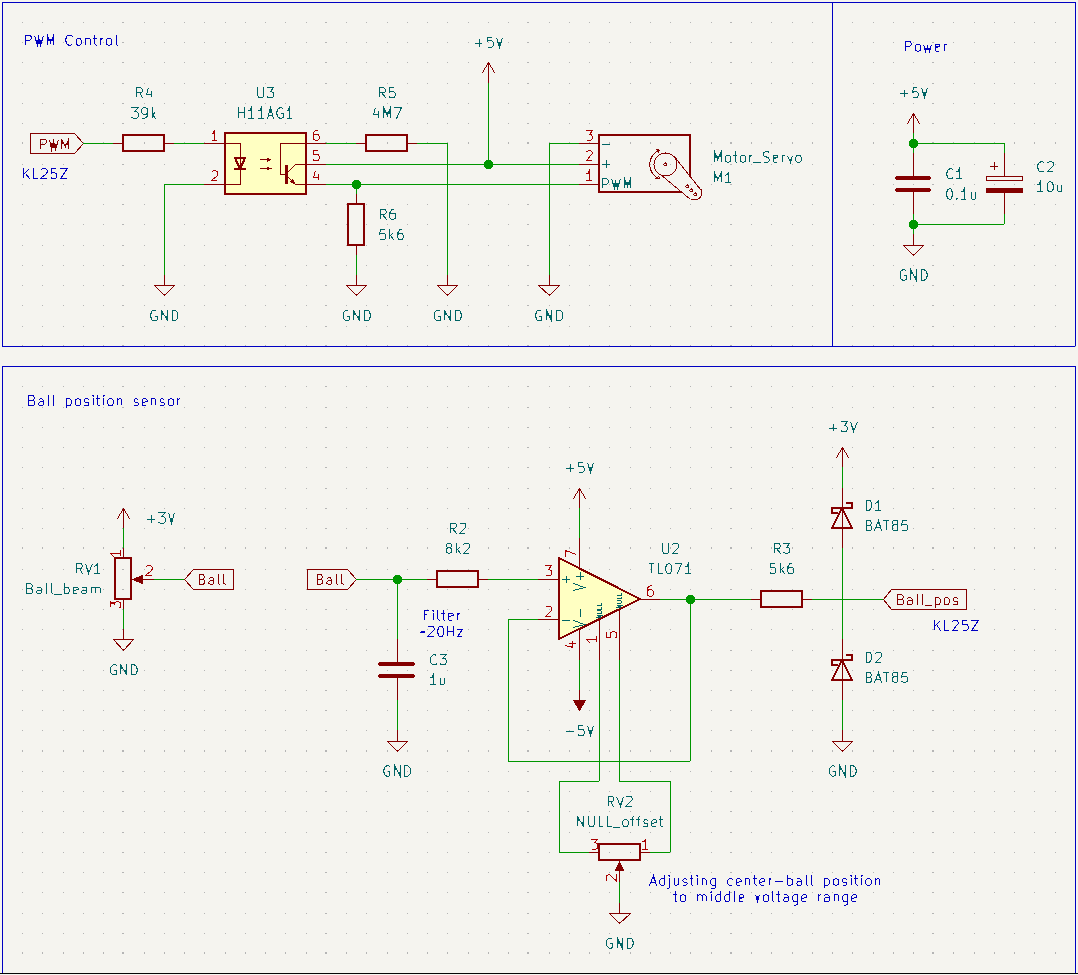 PWM Control
+5V
R4
39k
U3
H11AG1
R5
4M7
PWM
KL25Z
1
2
6
5
4
3
2
1
-
+
PWM
Motor_Servo
M1
R6
5k6
GND
GND
GND
GND
Power
+5V
+
C1
0.1u
C2
10u
GND
Ball position sensor
+3V
RV1
Ball_beam
1
2
3
Ball
GND
Ball
R2
8k2
Filter
~20Hz
C3
1u
GND
+5V
U2
TL071
3
2
7
6
4
1
5
+
-
V+
V-
NULL
NULL
-5V
R3
5k6
+3V
D1
BAT85
Ball_pos
KL25Z
D2
BAT85
GND
RV2
NULL_offset
3
1
2
Adjusting center-ball position
to middle voltage range
GND